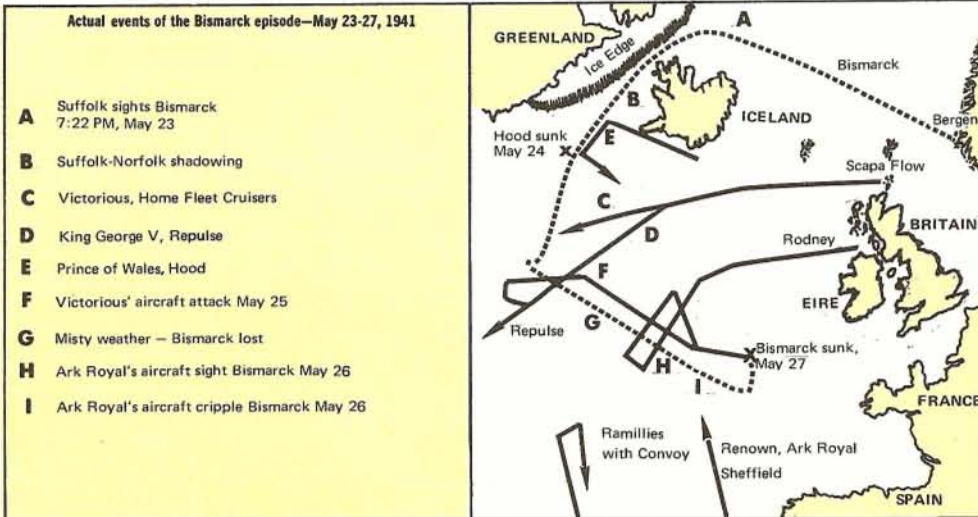 Actual events of the Bismarck episode—May 23-27, 1941
A Suffolk sights Bismarck
7:22 PM, May 23
B Suffolk-Norfolk shadowing
C Victorious, Home Fleet Cruisers
D King George V, Repulse
E Prince of Wales, Hood
F Victorious' aircraft attack May 25
G Misty weather — Bismarck lost
H Ark Royal's aircraft sight Bismarck May 26
I Ark Royal's aircraft cripple Bismarck May 26
GREENLAND
Ice Edge
A
Bismarck
B
ICELAND
Bergen
Hood sunk
May 24
E
Scapa Flow
C
D
BRITAIN
Rodney
F
EIRE
Repulse
G
H
Bismarck sunk,
May 27
I
FRANCE
Ramillies
with Convoy
Renown, Ark Royal
Sheffield
SPAIN